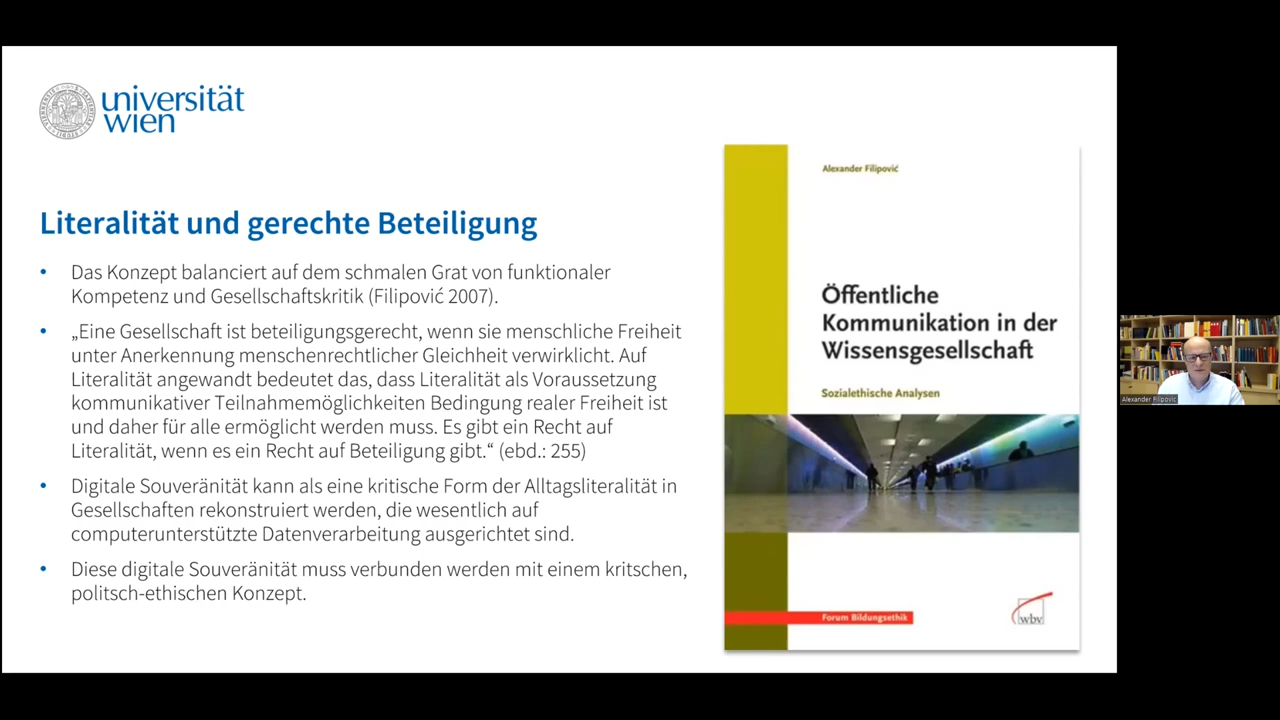 universität
wien
Literalität und gerechte Beteiligung
• Das Konzept balanciert auf dem schmalen Grat von funktionaler
Kompetenz und Gesellschaftskritik (Filipović 2007).
• „Eine Gesellschaft ist beteiligungsgerecht, wenn sie menschliche Freiheit
unter Anerkennung menschenrechtlicher Gleichheit verwirklicht. Auf
Literalität angewandt bedeutet das, dass Literalität als Voraussetzung
kommunikativer Teilnahmemöglichkeiten Bedingung realer Freiheit ist
und daher für alle ermöglicht werden muss. Es gibt ein Recht auf
Literalität, wenn es ein Recht auf Beteiligung gibt.“ (ebd.: 255)
• Digitale Souveränität kann als eine kritische Form der Alltagsliteralität in
Gesellschaften rekonstruiert werden, die wesentlich auf
computerunterstützte Datenverarbeitung ausgerichtet sind.
• Diese digitale Souveränität muss verbunden werden mit einem kritschen,
politsch-ethischen Konzept.
Alexander Filipović
Öffentliche
Kommunikation in der
Wissensgesellschaft
Sozialethische Analysen
Forum Bildungsethik
wbv
Alexander Filipovic